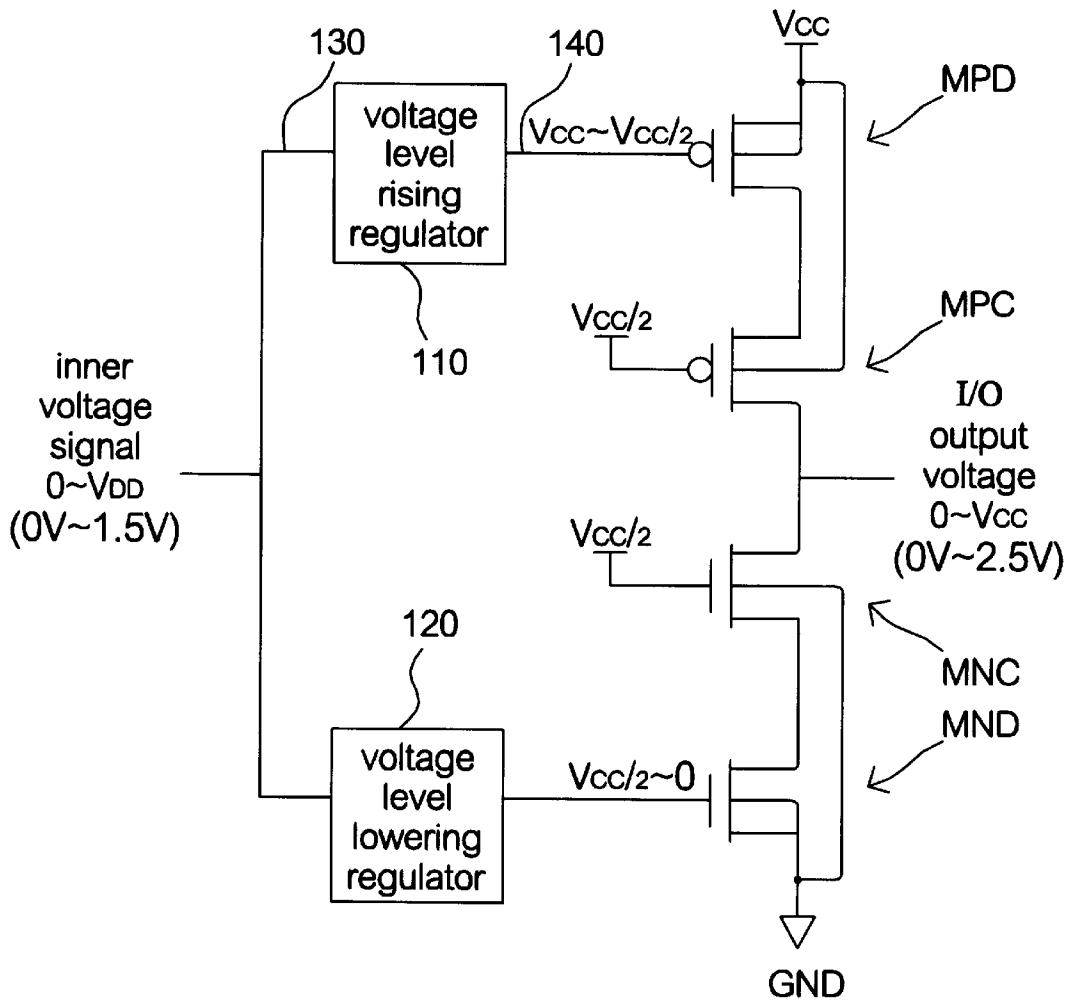 VCC
130
140
MPD
voltage
level
rising
regulator
VCC~VCC/2
110
VCC/2
MPC
inner
voltage
signal
0~VDD
(0V~1.5V)
I/O
output
voltage
0~VCC
(0V~2.5V)
VCC/2
MNC
120
MND
voltage
level
lowering
regulator
VCC/2~0
GND